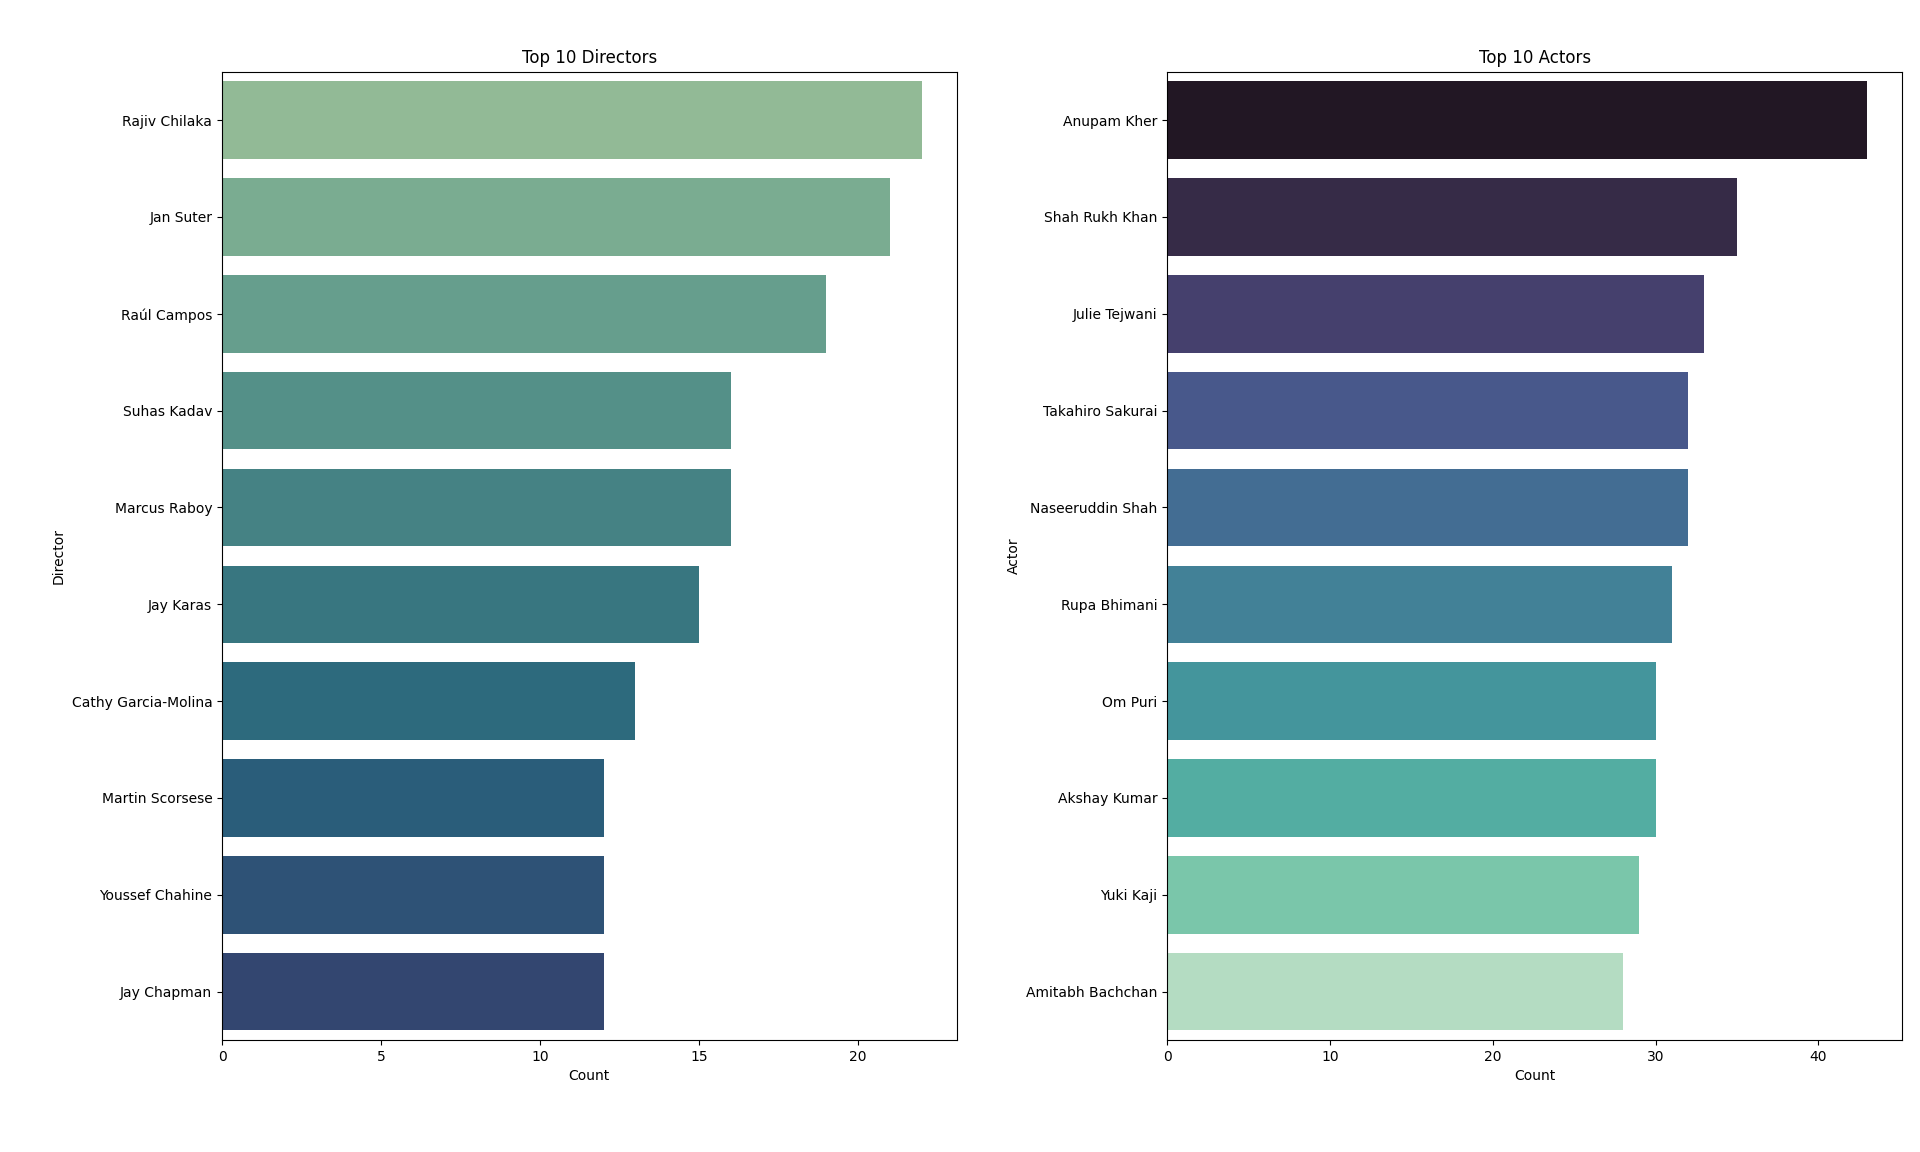 Top 10 Directors
Director
Rajiv Chilaka
Jan Suter
Raúl Campos
Suhas Kadav
Marcus Raboy
Jay Karas
Cathy Garcia-Molina
Martin Scorsese
Youssef Chahine
Jay Chapman
0 5 10 15 20
Count
Top 10 Actors
Actor
Anupam Kher
Shah Rukh Khan
Julie Tejwani
Takahiro Sakurai
Naseeruddin Shah
Rupa Bhimani
Om Puri
Akshay Kumar
Yuki Kaji
Amitabh Bachchan
0 10 20 30 40
Count